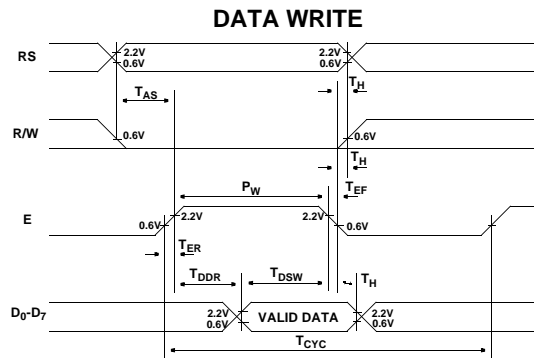 DATA WRITE
RS
2.2V
0.6V
2.2V
0.6V
TH
TAS
R/W
0.6V
0.6V
TH
PW
TEF
E
0.6V
2.2V
2.2V
0.6V
TER
TDDR
TDSW
TH
D0-D7
2.2V
0.6V
VALID DATA
2.2V
0.6V
TCYC